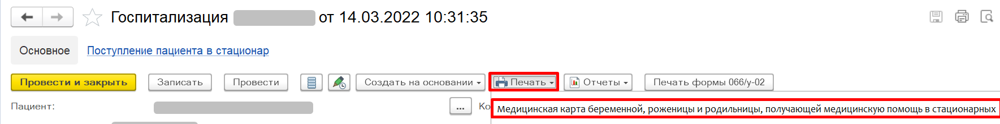 Госпитализация от 14.03.2022 10:31:35
Основное Поступление пациента в стационар
Провести и закрыть Записать Провести Создать на основании Печать Отчеты Печать формы 066/у-02
Пациент: ... Ко
Медицинская карта беременной, роженицы и родильницы, получающей медицинскую помощь в стационарных